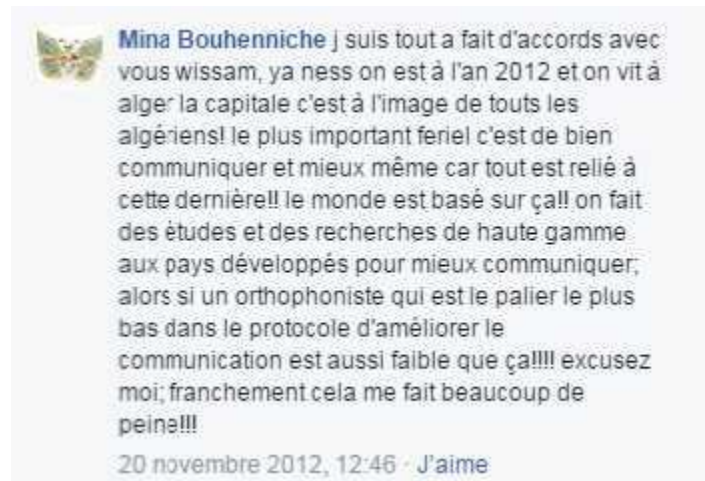 Mina Bouhenniche j suis tout a fait d'accords avec
vous wissam, ya ness on est à l'an 2012 et on vit à
alger la capitale c'est à l'image de touts les
algériens! le plus important feriel c'est de bien
communiquer et mieux même car tout est relié à
cette dernière!! le monde est basé sur ça!! on fait
des études et des recherches de haute gamme
aux pays développés pour mieux communiquer;
alors si un orthophoniste qui est le palier le plus
bas dans le protocole d'améliorer le
communication est aussi faible que ça!!!! excusez
moi; franchement cela me fait beaucoup de
peine!!!
20 novembre 2012, 12:46 · J'aime